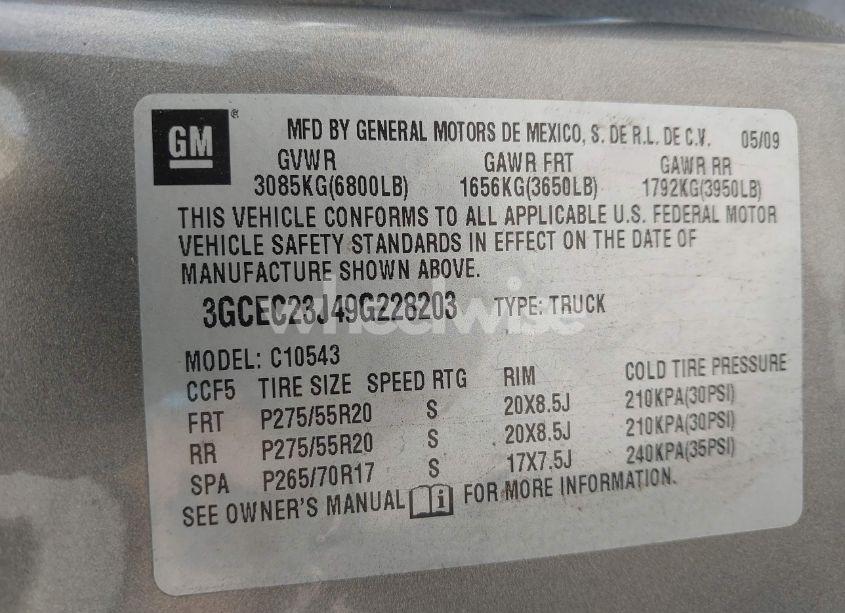 GM ®
MFD BY GENERAL MOTORS DE MEXICO, S. DE R.L. DE C.V. 05/09
GVWR GAWR FRT GAWR RR
3085KG(6800LB) 1656KG(3650LB) 1792KG(3950LB)
THIS VEHICLE CONFORMS TO ALL APPLICABLE U.S. FEDERAL MOTOR
VEHICLE SAFETY STANDARDS IN EFFECT ON THE DATE OF
MANUFACTURE SHOWN ABOVE.
3GCEC23J49G228203 TYPE: TRUCK
wheelwise
MODEL: C10543
CCF5 TIRE SIZE SPEED RTG RIM COLD TIRE PRESSURE
FRT P275/55R20 S 20X8.5J 210KPA(30PSI)
RR P275/55R20 S 20X8.5J 210KPA(30PSI)
SPA P265/70R17 S 17X7.5J 240KPA(35PSI)
SEE OWNER'S MANUAL i FOR MORE INFORMATION.